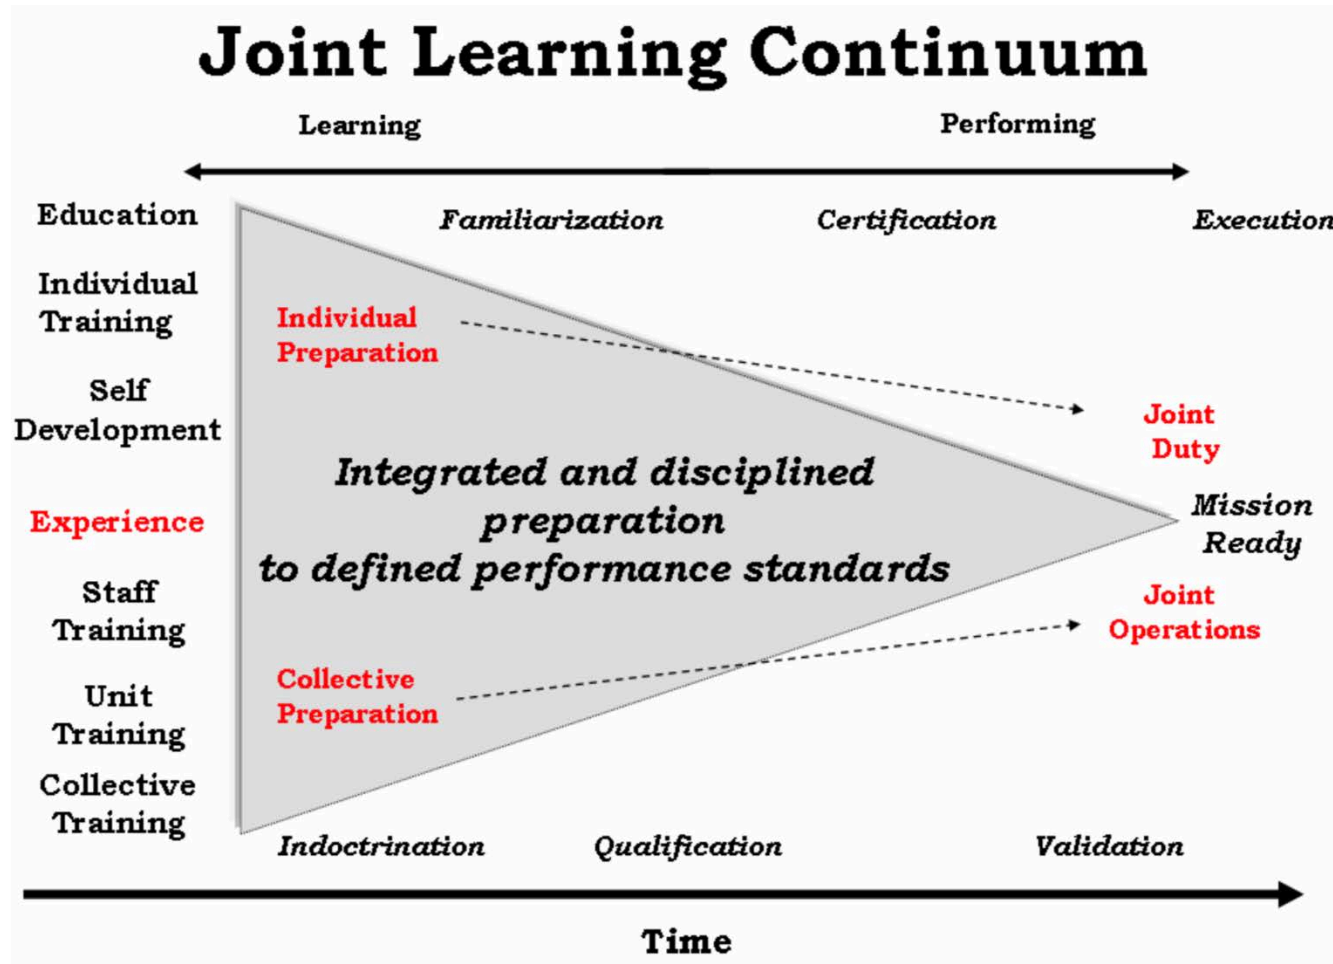 Joint Learning Continuum
Learning
Performing
Education
Familiarization
Certification
Execution
Individual
Training
Individual
Preparation
Self
Development
Joint
Duty
Integrated and disciplined
preparation
to defined performance standards
Experience
Mission
Ready
Staff
Training
Joint
Operations
Collective
Preparation
Unit
Training
Collective
Training
Indoctrination
Qualification
Validation
Time